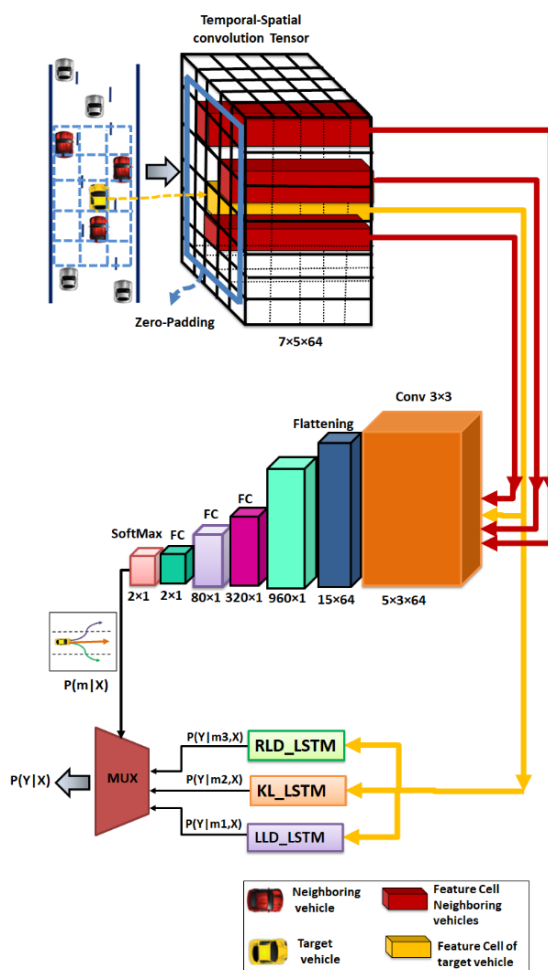 Temporal-Spatial
convolution Tensor
Zero-Padding
7×5×64
Conv 3×3
Flattening
FC
FC
FC
SoftMax
2×1
2×1
80×1
320×1
960×1
15×64
5×3×64
P(m|X)
P(Y|m3,X)
RLD_LSTM
P(Y|X)
MUX
P(Y|m2,X)
KL_LSTM
P(Y|m1,X)
LLD_LSTM
Neighboring
vehicle
Feature Cell
Neighboring
vehicles
Target
vehicle
Feature Cell of
target vehicle